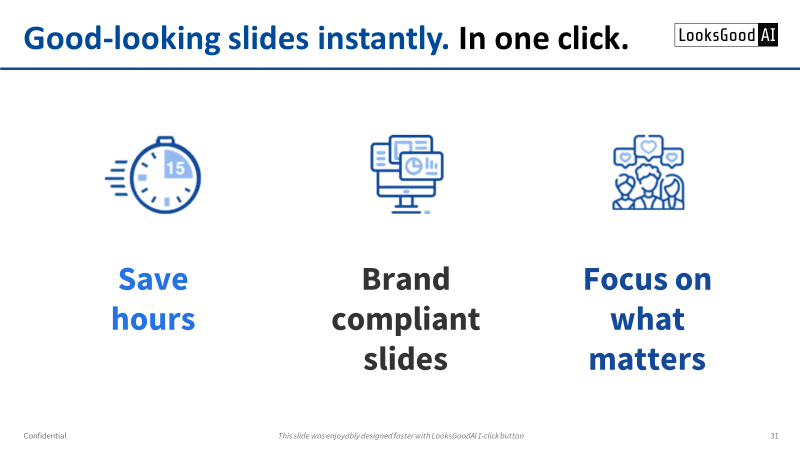 Good-looking slides instantly. In one click.
LooksGood AI
15
Save
hours
Brand
compliant
slides
Focus on
what
matters
Confidential
This slide was enjoyably designed faster with LooksGoodAI 1-click button
31